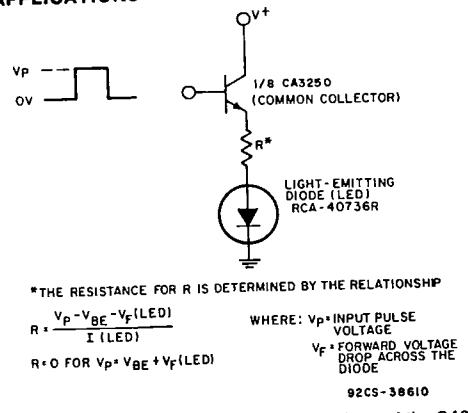 APPLICATIONS
V+
VP
0V
1/8 CA3250
(COMMON COLLECTOR)
R*
LIGHT-EMITTING
DIODE (LED)
RCA-40736R
*THE RESISTANCE FOR R IS DETERMINED BY THE RELATIONSHIP
R = VP - VBE - VF (LED) / I (LED)
WHERE: VP = INPUT PULSE
VOLTAGE
R = 0 FOR VP = VBE + VF (LED)
VF = FORWARD VOLTAGE
DROP ACROSS THE
DIODE
92CS-38610